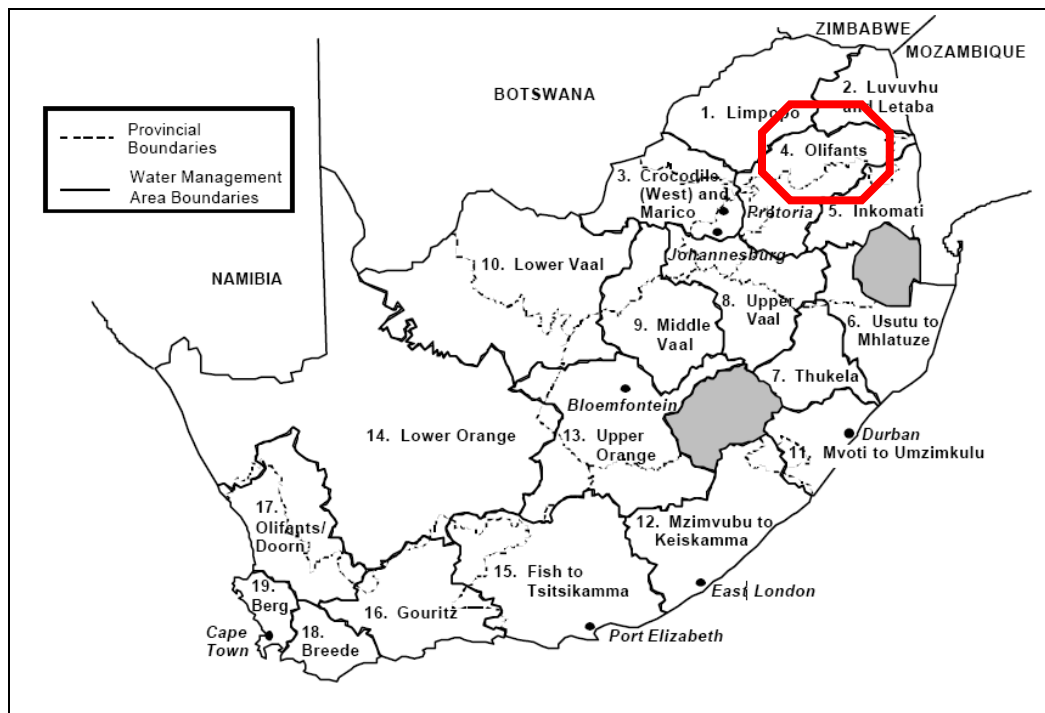 ZIMBABWE
MOZAMBIQUE
BOTSWANA
2. Luvuvhu
and Letaba
1. Limpopo
Provincial
Boundaries
Water Management
Area Boundaries
4. Olifants
3. Crocodile
(West) and
Marico
Pretoria
5. Inkomati
Johannesburg
10. Lower Vaal
NAMIBIA
8. Upper
Vaal
9. Middle
Vaal
6. Usutu to
Mhlatuze
7. Thukela
Bloemfontein
14. Lower Orange
13. Upper
Orange
Durban
11. Mvoti to Umzimkulu
17.
Olifants/
Doorn
12. Mzimvubu to
Keiskamma
15. Fish to
Tsitsikamma
19.
Berg
East London
16. Gouritz
Cape
Town
18.
Breede
Port Elizabeth